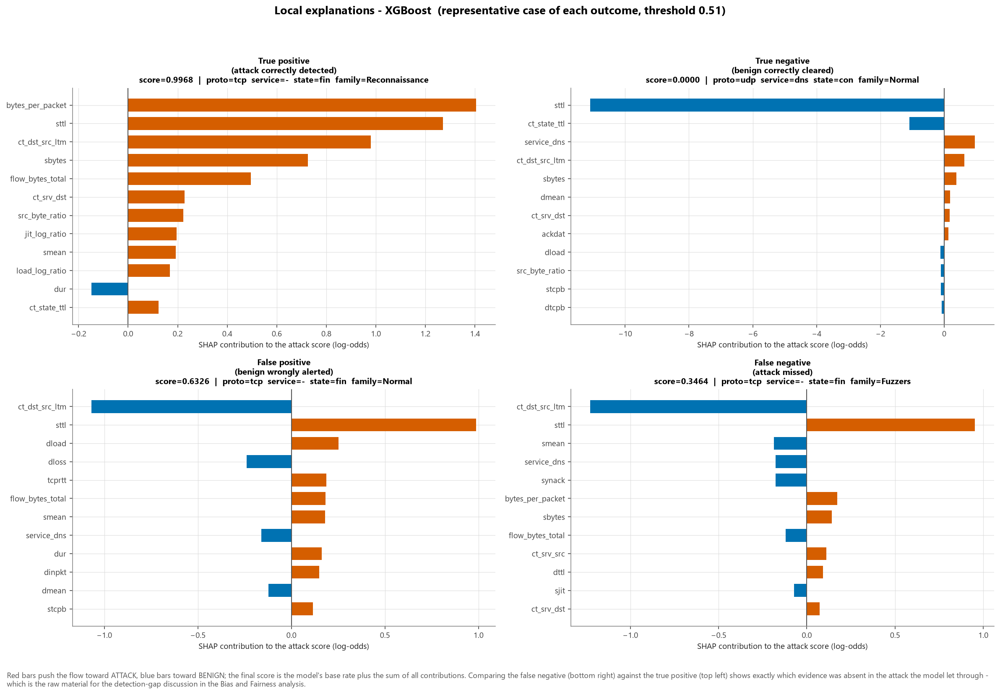 Local explanations - XGBoost  (representative case of each outcome, threshold 0.51)
True positive
(attack correctly detected)
score=0.9968  |  proto=tcp  service=-  state=fin  family=Reconnaissance
bytes_per_packet
sttl
ct_dst_src_ltm
sbytes
flow_bytes_total
ct_srv_dst
src_byte_ratio
jit_log_ratio
smean
load_log_ratio
dur
ct_state_ttl
−0.2 0.0 0.2 0.4 0.6 0.8 1.0 1.2 1.4
SHAP contribution to the attack score (log-odds)
True negative
(benign correctly cleared)
score=0.0000  |  proto=udp  service=dns  state=con  family=Normal
sttl
ct_state_ttl
service_dns
ct_dst_src_ltm
sbytes
dmean
ct_srv_dst
ackdat
dload
src_byte_ratio
stcpb
dtcpb
−10 −8 −6 −4 −2 0
SHAP contribution to the attack score (log-odds)
False positive
(benign wrongly alerted)
score=0.6326  |  proto=tcp  service=-  state=fin  family=Normal
ct_dst_src_ltm
sttl
dload
dloss
tcprtt
flow_bytes_total
smean
service_dns
dur
dinpkt
dmean
stcpb
−1.0 −0.5 0.0 0.5 1.0
SHAP contribution to the attack score (log-odds)
False negative
(attack missed)
score=0.3464  |  proto=tcp  service=-  state=fin  family=Fuzzers
ct_dst_src_ltm
sttl
smean
service_dns
synack
bytes_per_packet
sbytes
flow_bytes_total
ct_srv_src
dttl
sjit
ct_srv_dst
−1.0 −0.5 0.0 0.5 1.0
SHAP contribution to the attack score (log-odds)
Red bars push the flow toward ATTACK, blue bars toward BENIGN; the final score is the model's base rate plus the sum of all contributions. Comparing the false negative (bottom right) against the true positive (top left) shows exactly which evidence was absent in the attack the model let through -
which is the raw material for the detection-gap discussion in the Bias and Fairness analysis.